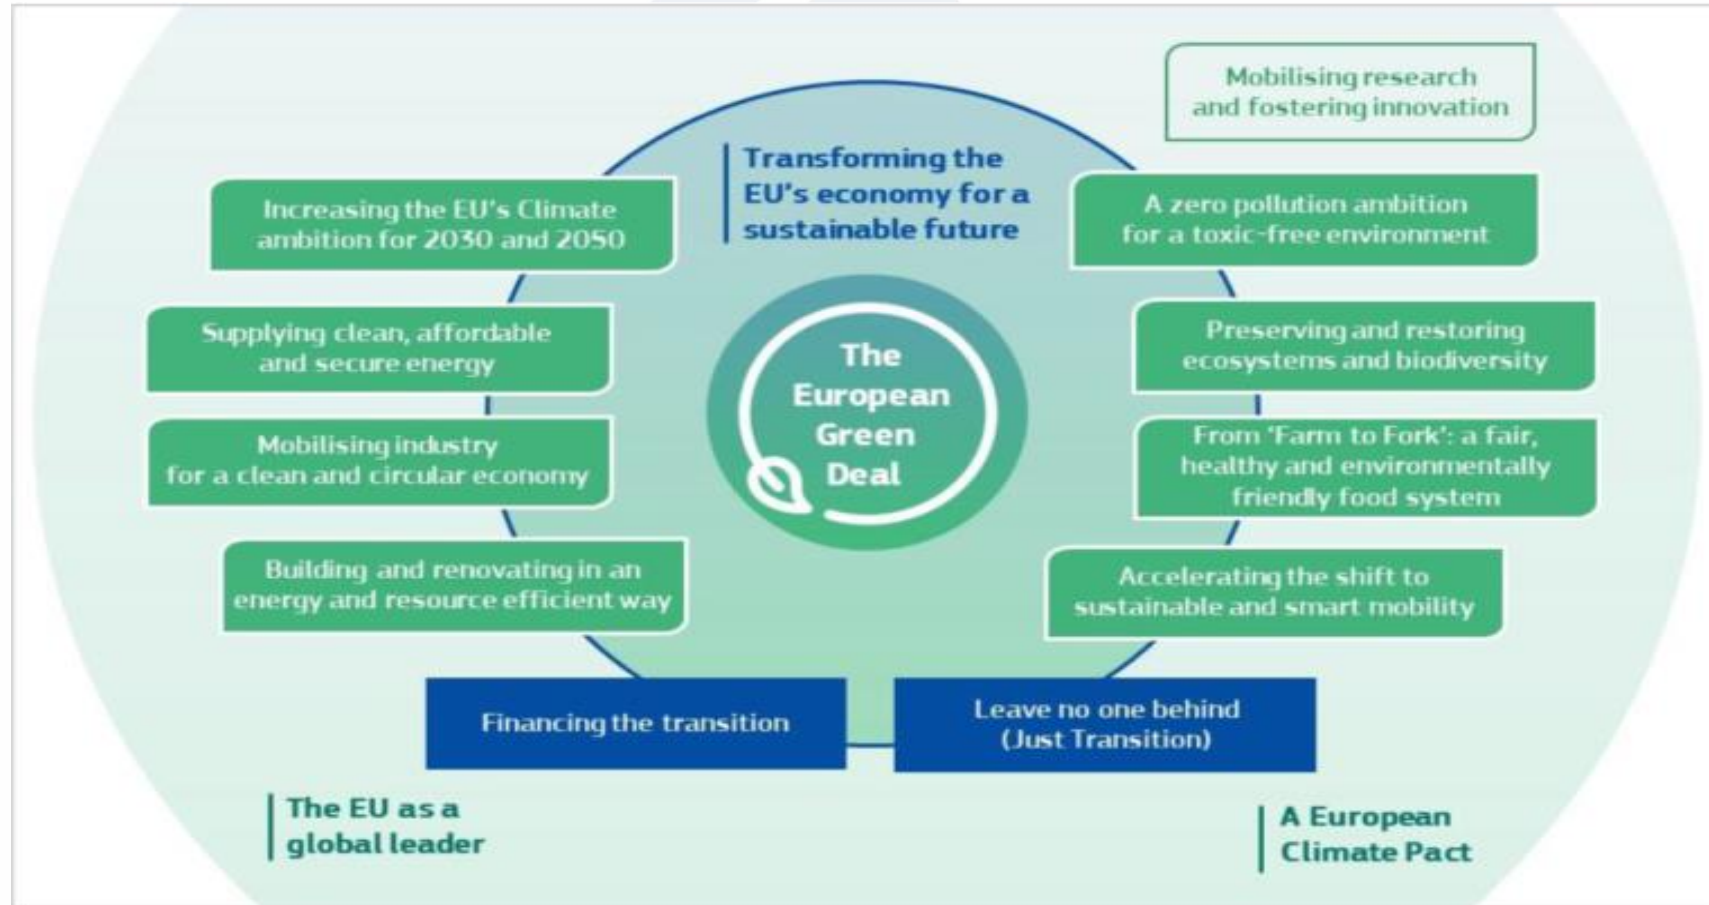 Mobilising research
and fostering innovation
Transforming the
EU's economy for a
sustainable future
Increasing the EU's Climate
ambition for 2030 and 2050
A zero pollution ambition
for a toxic-free environment
Supplying clean, affordable
and secure energy
Preserving and restoring
ecosystems and biodiversity
The
European
Green
Deal
Mobilising industry
for a clean and circular economy
From 'Farm to Fork': a fair,
healthy and environmentally
friendly food system
Building and renovating in an
energy and resource efficient way
Accelerating the shift to
sustainable and smart mobility
Financing the transition
Leave no one behind
(Just Transition)
The EU as a
global leader
A European
Climate Pact